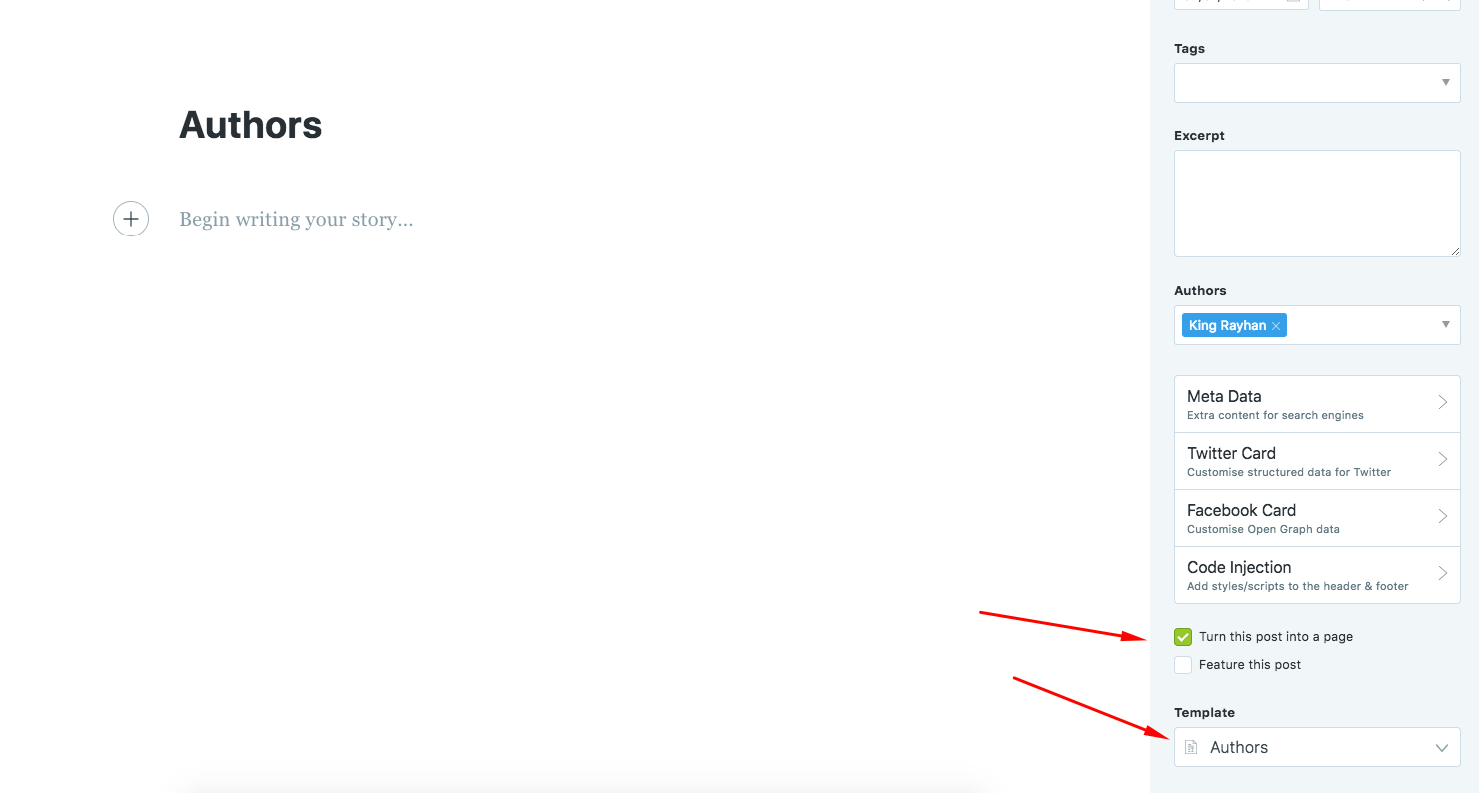 Authors
Begin writing your story...
Tags
Excerpt
Authors
King Rayhan
Meta Data
Extra content for search engines
Twitter Card
Customise structured data for Twitter
Facebook Card
Customise Open Graph data
Code Injection
Add styles/scripts to the header & footer
Turn this post into a page
Feature this post
Template
Authors